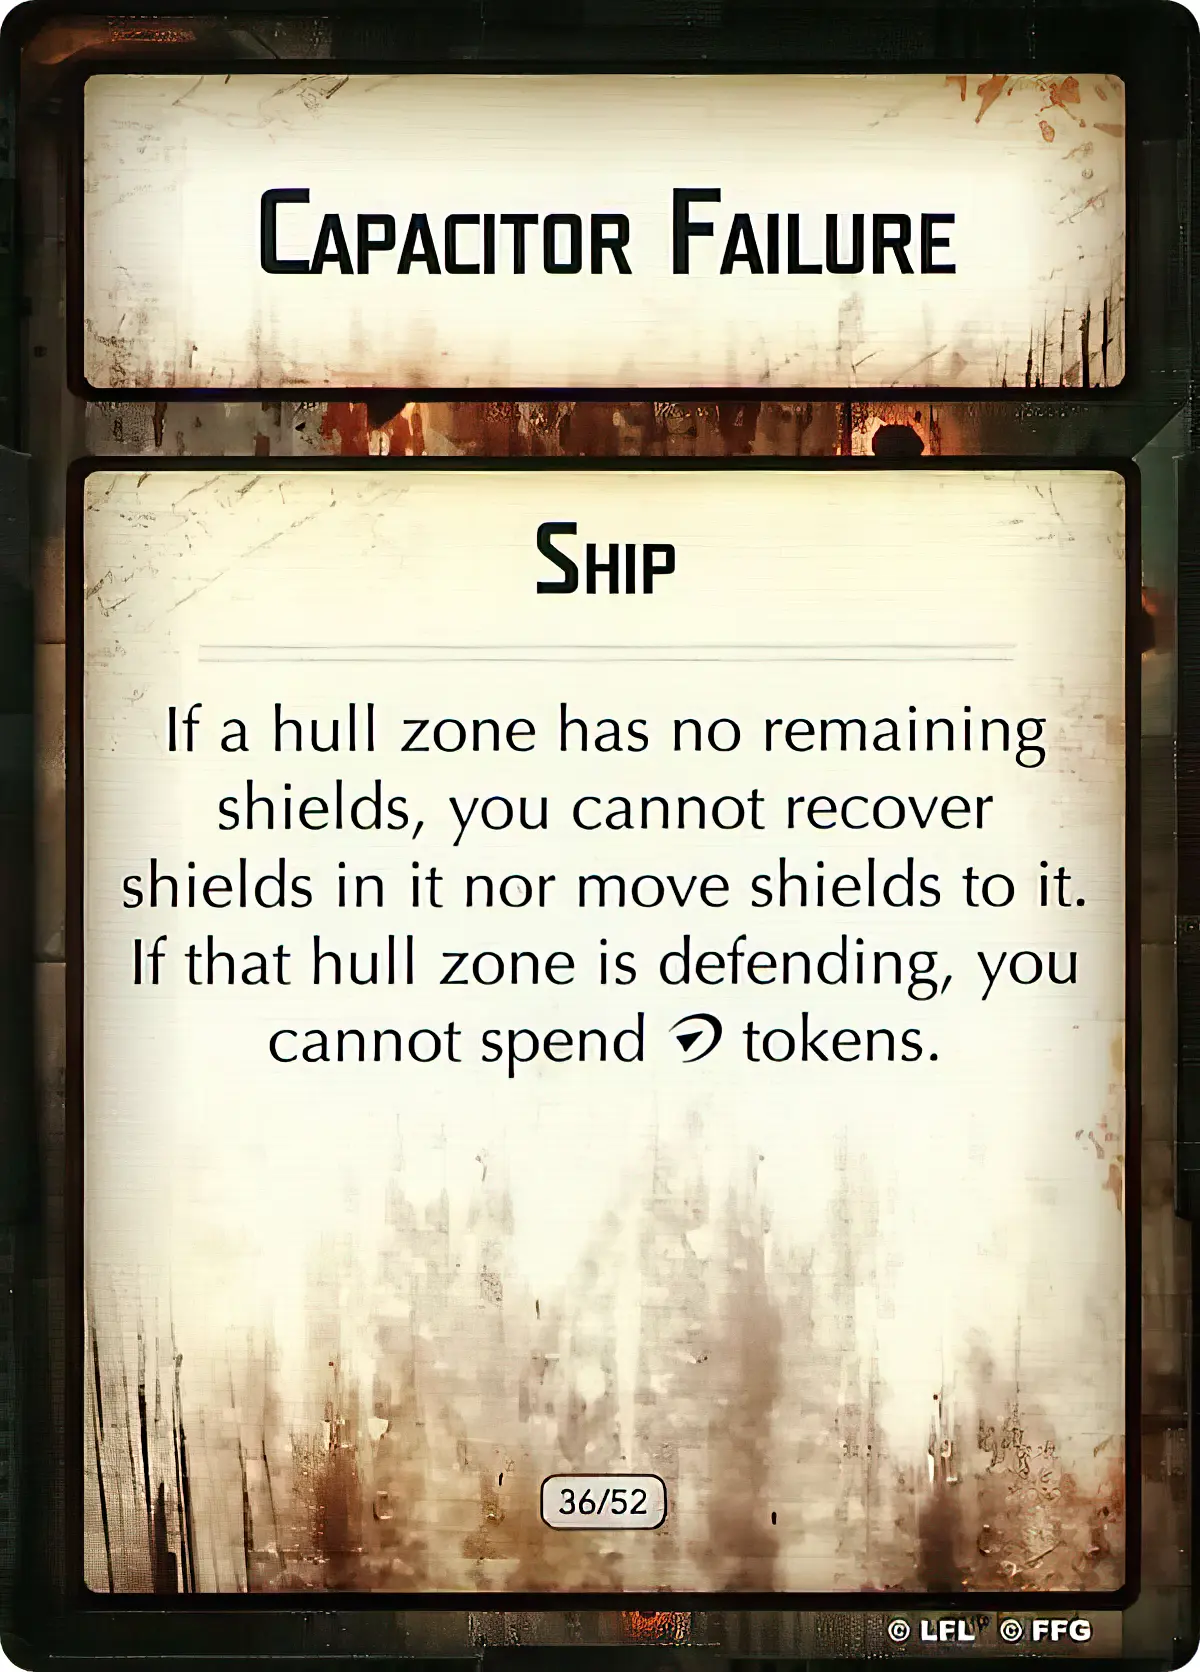 Capacitor Failure
Ship
If a hull zone has no remaining
shields, you cannot recover
shields in it nor move shields to it.
If that hull zone is defending, you
cannot spend tokens.
36/52
© LFL © FFG